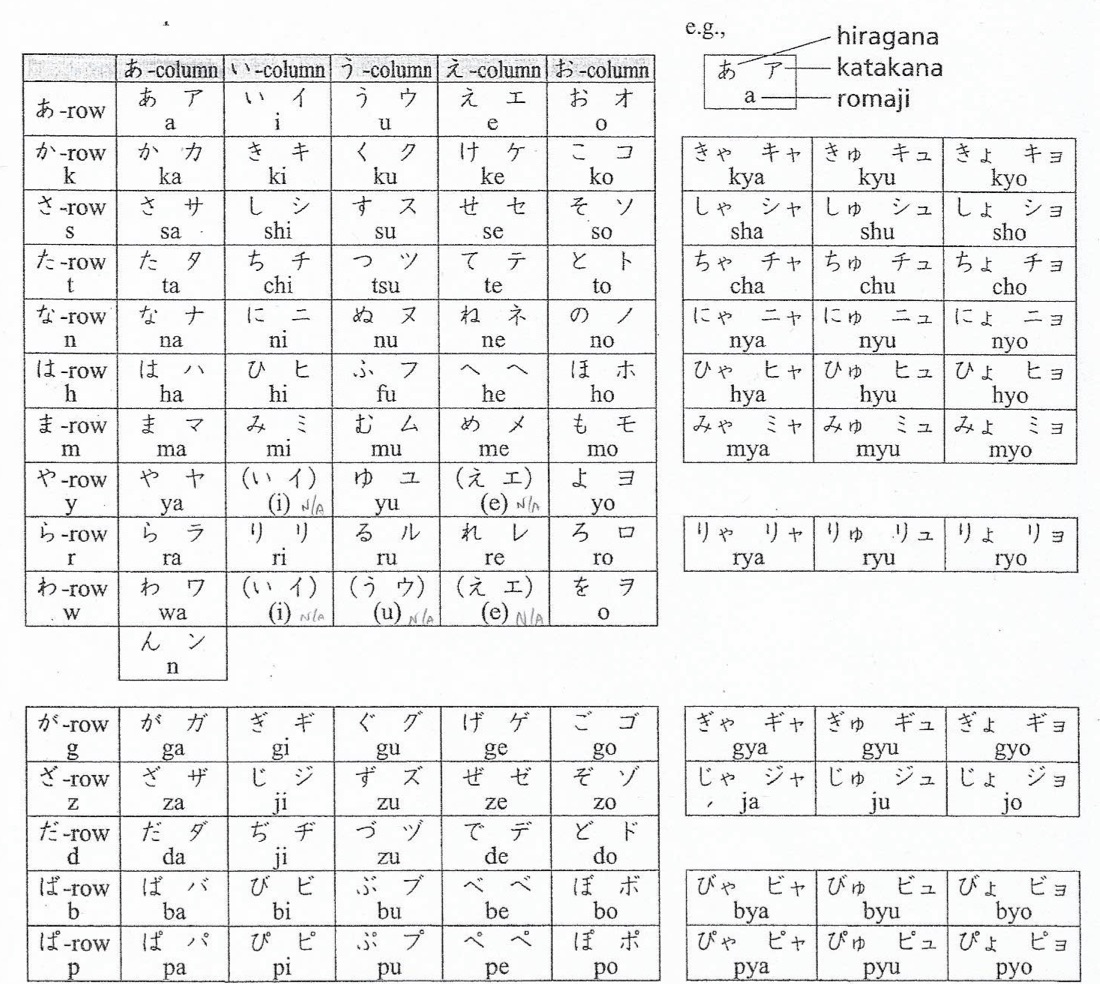 e.g.,
hiragana
あ ア katakana
a romaji
あ-column い-column う-column え-column お-column
あ-row あ ア い イ う ウ え エ お オ
a i u e o
か-row か カ き キ く ク け ケ こ コ
k ka ki ku ke ko
さ-row さ サ し シ す ス せ セ そ ソ
s sa shi su se so
た-row た タ ち チ つ ツ て テ と ト
t ta chi tsu te to
な-row な ナ に ニ ぬ ヌ ね ネ の ノ
n na ni nu ne no
は-row は ハ ひ ヒ ふ フ へ ヘ ほ ホ
h ha hi fu he ho
ま-row ま マ み ミ む ム め メ も モ
m ma mi mu me mo
や-row や ヤ (い イ) ゆ ユ (え エ) よ ヨ
y ya (i) N/A yu (e) N/A yo
ら-row ら ラ り リ る ル れ レ ろ ロ
r ra ri ru re ro
わ-row わ ワ (い イ) (う ウ) (え エ) を ヲ
w wa (i) N/A (u) N/A (e) N/A o
ん ン
n
きゃ キャ きゅ キュ きょ キョ
kya kyu kyo
しゃ シャ しゅ シュ しょ ショ
sha shu sho
ちゃ チャ ちゅ チュ ちょ チョ
cha chu cho
にゃ ニャ にゅ ニュ にょ ニョ
nya nyu nyo
ひゃ ヒャ ひゅ ヒュ ひょ ヒョ
hya hyu hyo
みゃ ミャ みゅ ミュ みょ ミョ
mya myu myo
りゃ リャ りゅ リュ りょ リョ
rya ryu ryo
が-row が ガ ぎ ギ ぐ グ げ ゲ ご ゴ
g ga gi gu ge go
ざ-row ざ ザ じ ジ ず ズ ぜ ゼ ぞ ゾ
z za ji zu ze zo
だ-row だ ダ ぢ ヂ づ ヅ で デ ど ド
d da ji zu de do
ば-row ば バ び ビ ぶ ブ べ ベ ぼ ボ
b ba bi bu be bo
ぱ-row ぱ パ ぴ ピ ぷ プ ぺ ペ ぽ ポ
p pa pi pu pe po
ぎゃ ギャ ぎゅ ギュ ぎょ ギョ
gya gyu gyo
じゃ ジャ じゅ ジュ じょ ジョ
ja ju jo
びゃ ビャ びゅ ビュ びょ ビョ
bya byu byo
ぴゃ ピャ ぴゅ ピュ ぴょ ピョ
pya pyu pyo